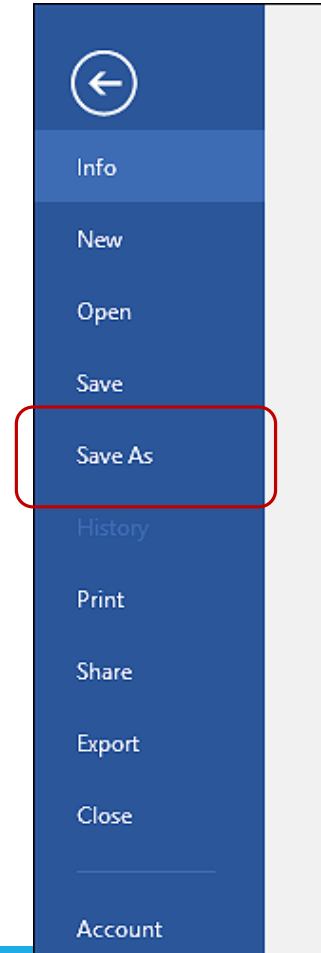 Info
New
Open
Save
Save As
History
Print
Share
Export
Close
Account